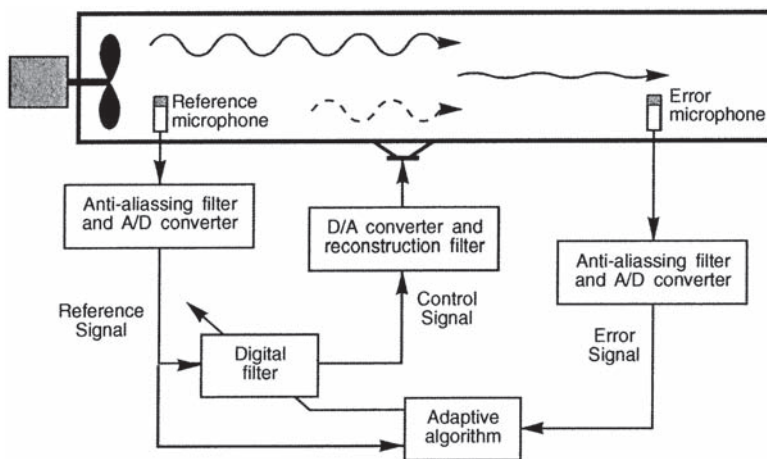 Reference
microphone
Error
microphone
Anti-aliassing filter
and A/D converter
D/A converter and
reconstruction filter
Anti-aliassing filter
and A/D converter
Reference
Signal
Control
Signal
Error
Signal
Digital
filter
Adaptive
algorithm